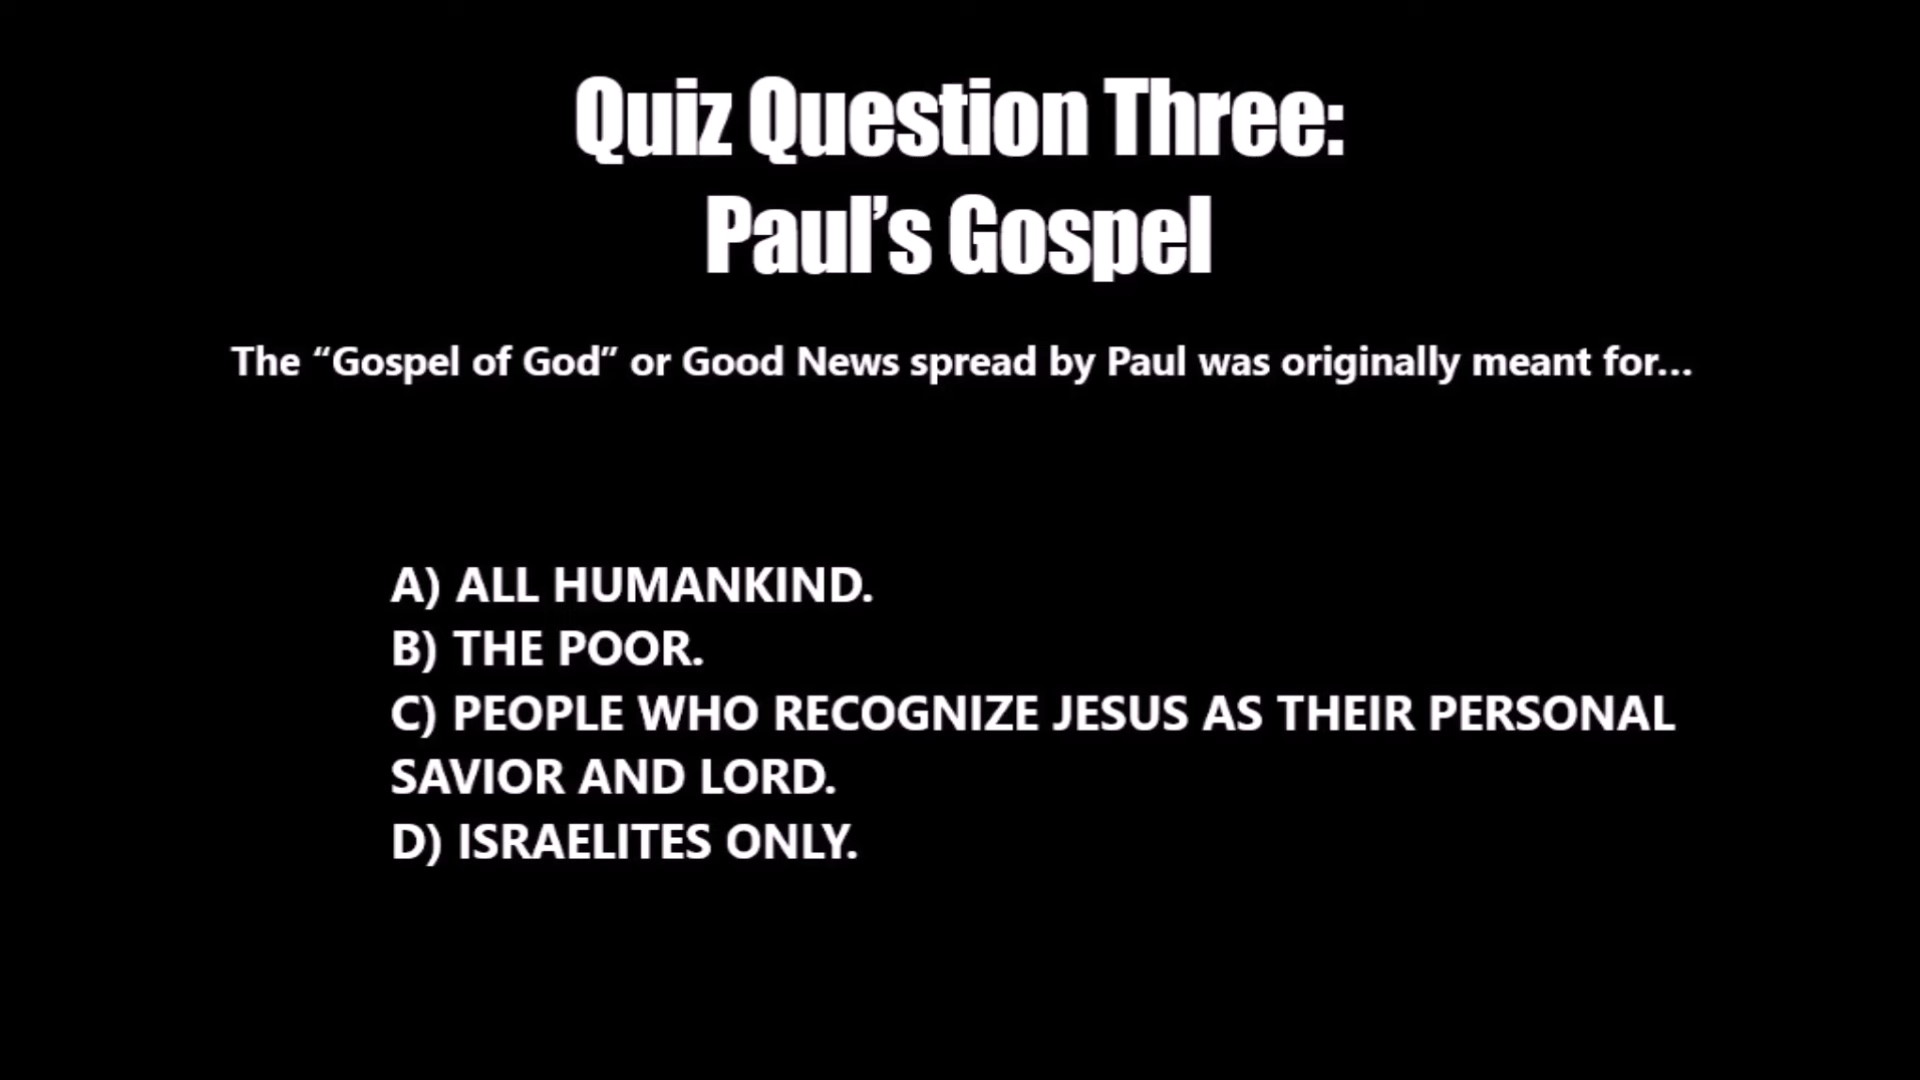 Quiz Question Three:
Paul’s Gospel
The “Gospel of God” or Good News spread by Paul was originally meant for...
A) ALL HUMANKIND.
B) THE POOR.
C) PEOPLE WHO RECOGNIZE JESUS AS THEIR PERSONAL
SAVIOR AND LORD.
D) ISRAELITES ONLY.